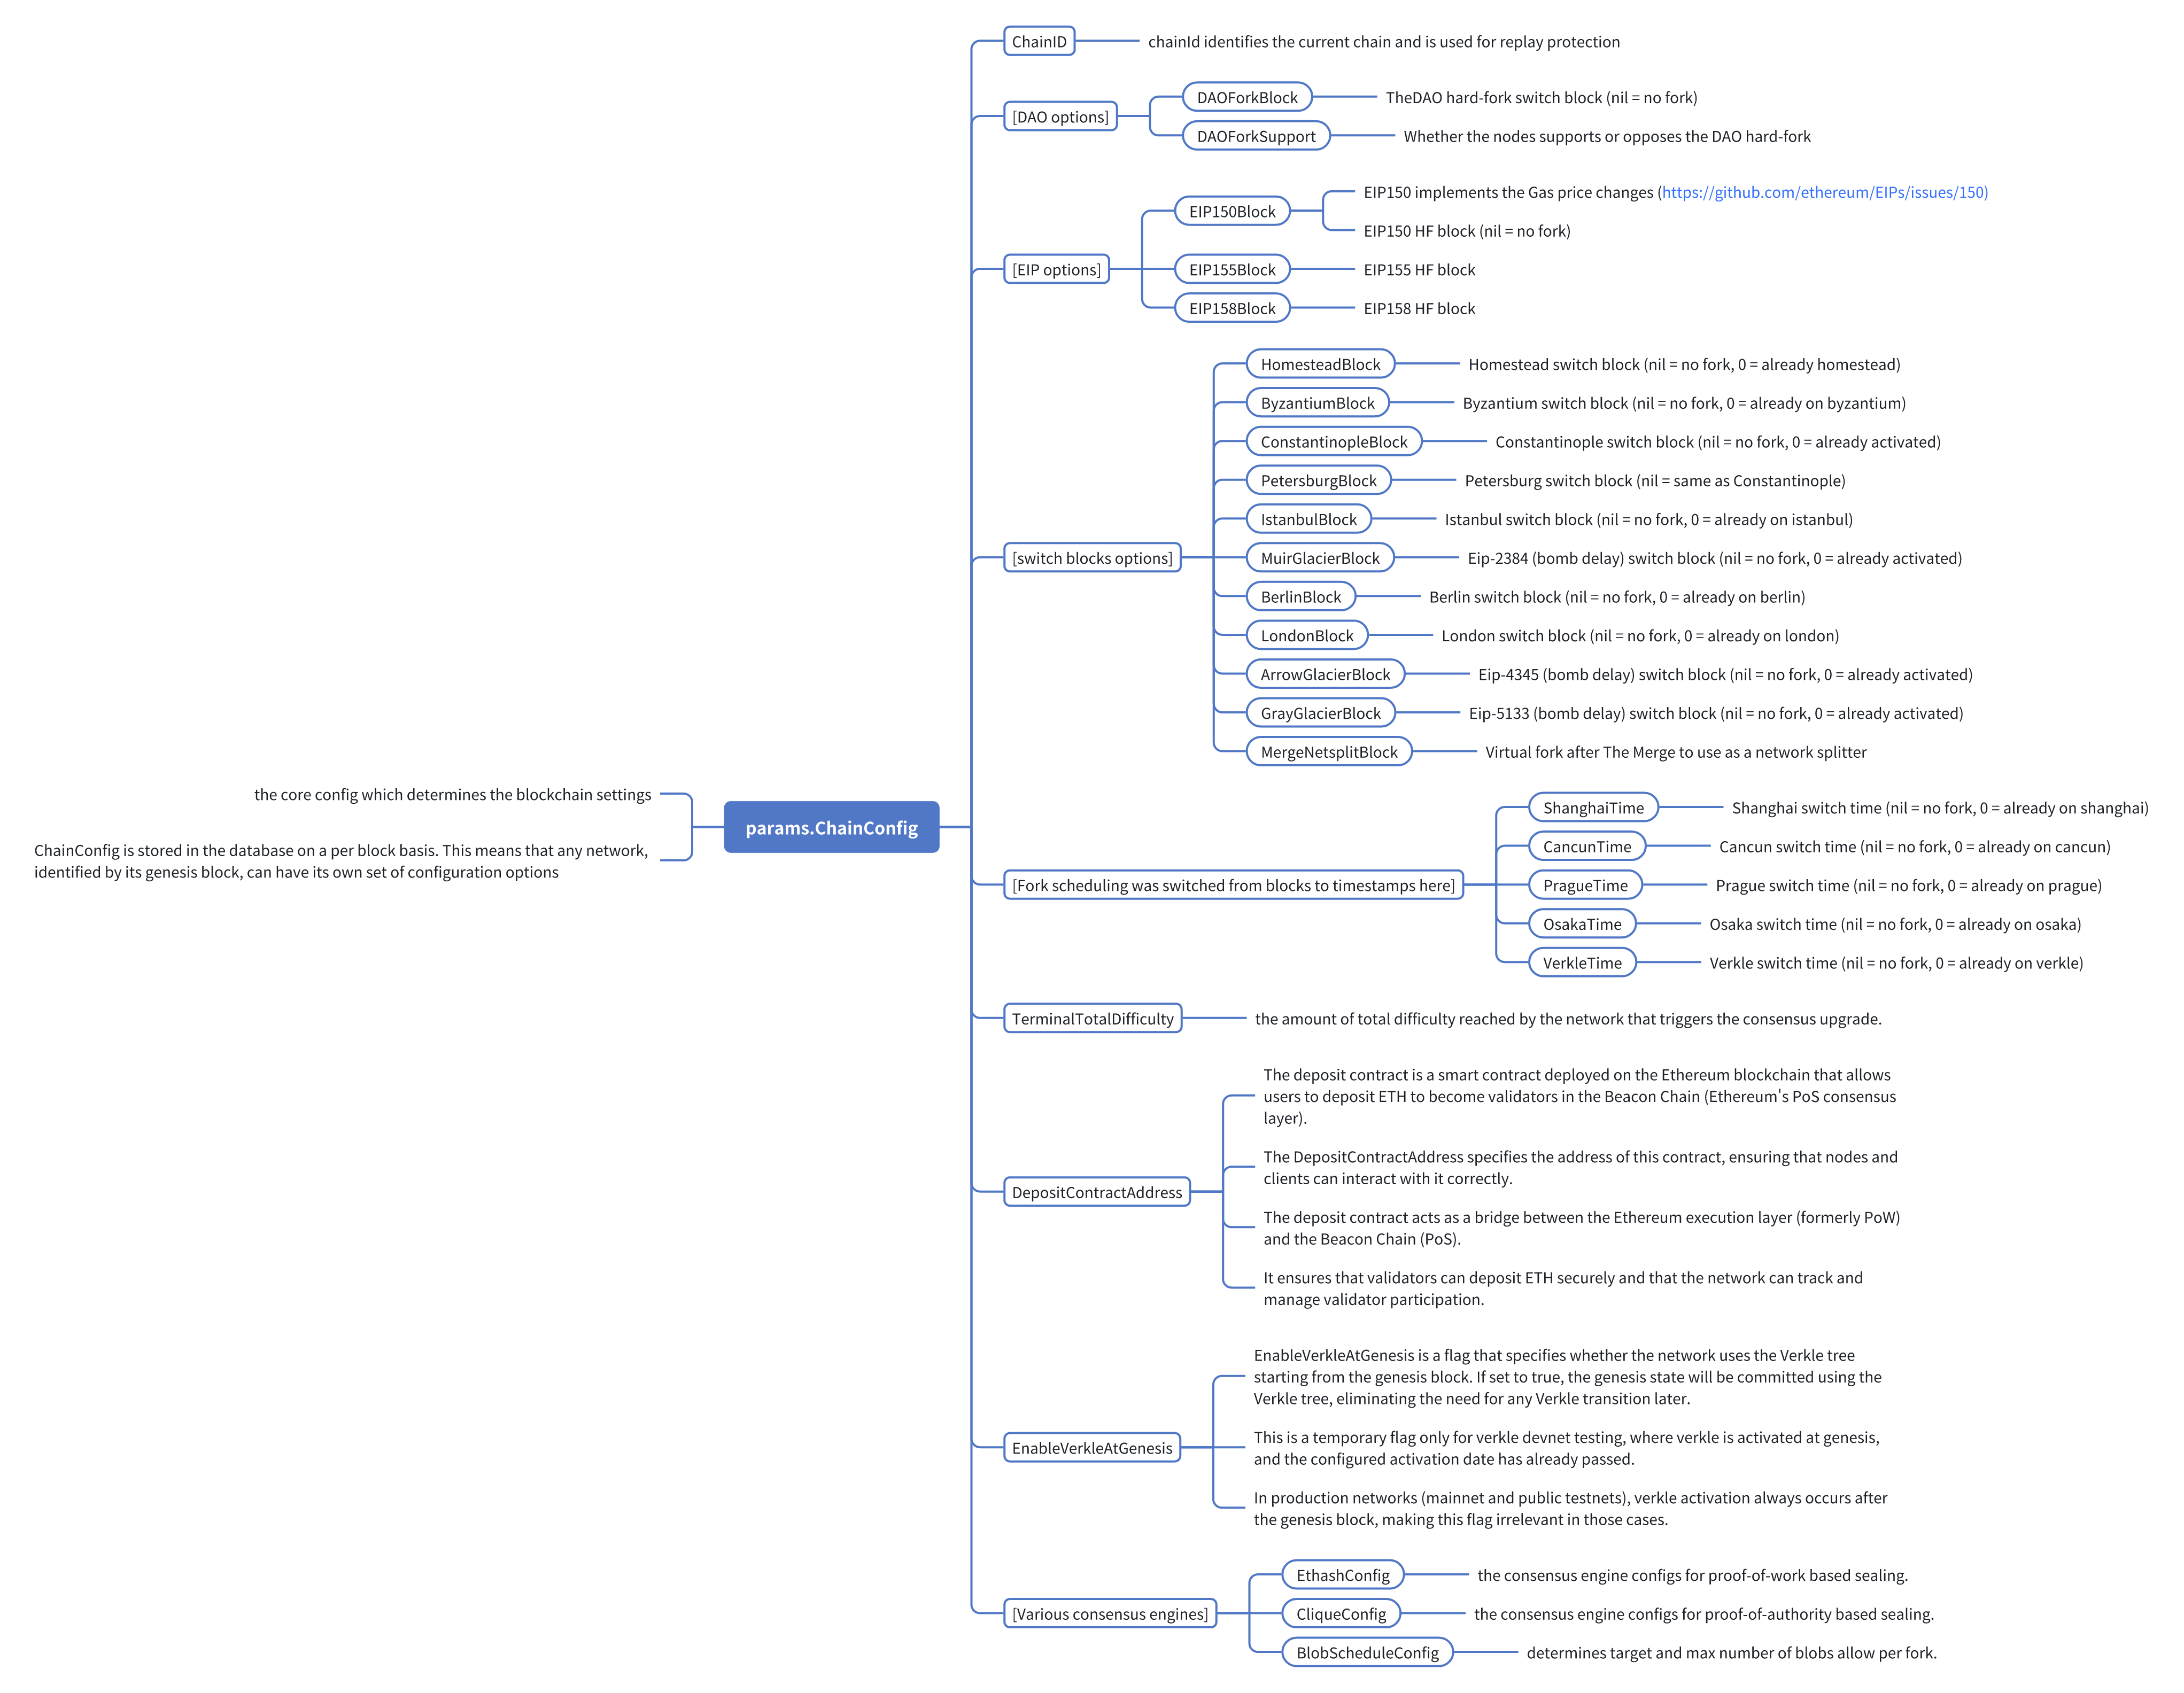 the core config which determines the blockchain settings
ChainConfig is stored in the database on a per block basis. This means that any network,
identified by its genesis block, can have its own set of configuration options
params.ChainConfig
ChainID
chainId identifies the current chain and is used for replay protection
[DAO options]
DAOForkBlock
TheDAO hard-fork switch block (nil = no fork)
DAOForkSupport
Whether the nodes supports or opposes the DAO hard-fork
[EIP options]
EIP150Block
EIP150 implements the Gas price changes (https://github.com/ethereum/EIPs/issues/150)
EIP150 HF block (nil = no fork)
EIP155Block
EIP155 HF block
EIP158Block
EIP158 HF block
[switch blocks options]
HomesteadBlock
Homestead switch block (nil = no fork, 0 = already homestead)
ByzantiumBlock
Byzantium switch block (nil = no fork, 0 = already on byzantium)
ConstantinopleBlock
Constantinople switch block (nil = no fork, 0 = already activated)
PetersburgBlock
Petersburg switch block (nil = same as Constantinople)
IstanbulBlock
Istanbul switch block (nil = no fork, 0 = already on istanbul)
MuirGlacierBlock
Eip-2384 (bomb delay) switch block (nil = no fork, 0 = already activated)
BerlinBlock
Berlin switch block (nil = no fork, 0 = already on berlin)
LondonBlock
London switch block (nil = no fork, 0 = already on london)
ArrowGlacierBlock
Eip-4345 (bomb delay) switch block (nil = no fork, 0 = already activated)
GrayGlacierBlock
Eip-5133 (bomb delay) switch block (nil = no fork, 0 = already activated)
MergeNetsplitBlock
Virtual fork after The Merge to use as a network splitter
[Fork scheduling was switched from blocks to timestamps here]
ShanghaiTime
Shanghai switch time (nil = no fork, 0 = already on shanghai)
CancunTime
Cancun switch time (nil = no fork, 0 = already on cancun)
PragueTime
Prague switch time (nil = no fork, 0 = already on prague)
OsakaTime
Osaka switch time (nil = no fork, 0 = already on osaka)
VerkleTime
Verkle switch time (nil = no fork, 0 = already on verkle)
TerminalTotalDifficulty
the amount of total difficulty reached by the network that triggers the consensus upgrade.
DepositContractAddress
The deposit contract is a smart contract deployed on the Ethereum blockchain that allows
users to deposit ETH to become validators in the Beacon Chain (Ethereum's PoS consensus
layer).
The DepositContractAddress specifies the address of this contract, ensuring that nodes and
clients can interact with it correctly.
The deposit contract acts as a bridge between the Ethereum execution layer (formerly PoW)
and the Beacon Chain (PoS).
It ensures that validators can deposit ETH securely and that the network can track and
manage validator participation.
EnableVerkleAtGenesis
EnableVerkleAtGenesis is a flag that specifies whether the network uses the Verkle tree
starting from the genesis block. If set to true, the genesis state will be committed using the
Verkle tree, eliminating the need for any Verkle transition later.
This is a temporary flag only for verkle devnet testing, where verkle is activated at genesis,
and the configured activation date has already passed.
In production networks (mainnet and public testnets), verkle activation always occurs after
the genesis block, making this flag irrelevant in those cases.
[Various consensus engines]
EthashConfig
the consensus engine configs for proof-of-work based sealing.
CliqueConfig
the consensus engine configs for proof-of-authority based sealing.
BlobScheduleConfig
determines target and max number of blobs allow per fork.